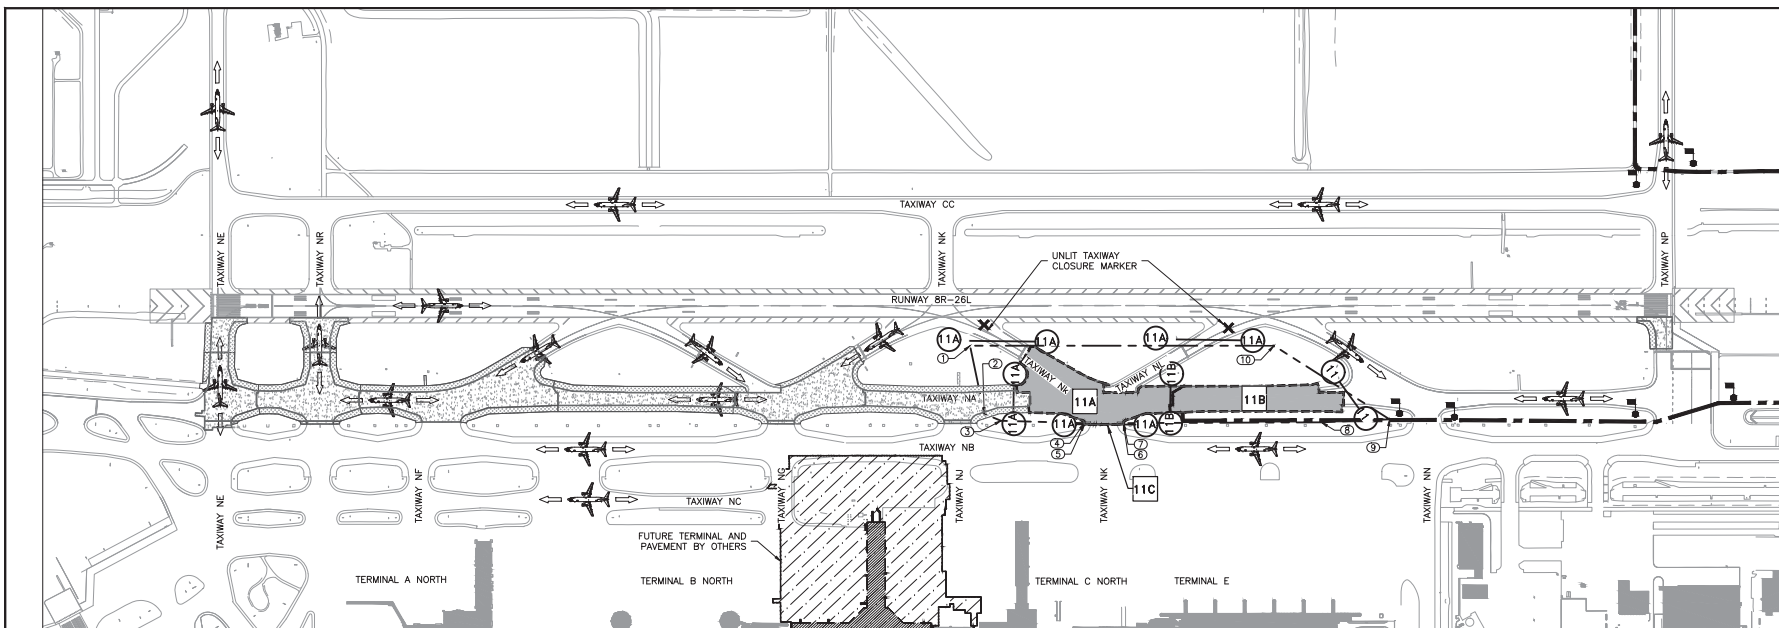 TAXIWAY CC
TAXIWAY NE
TAXIWAY NR
TAXIWAY NK
TAXIWAY NP
UNLIT TAXIWAY
CLOSURE MARKER
RUNWAY 8R-26L
11A
11A
11A
11A
1
10
2
11A
TAXIWAY NK
TAXIWAY NL
11B
11
TAXIWAY NA
11A
11B
3
11A
4
5
11A
11A
7
6
11B
11
8
9
TAXIWAY NB
TAXIWAY NC
11C
TAXIWAY NE
TAXIWAY NF
TAXIWAY NG
TAXIWAY NJ
TAXIWAY NK
TAXIWAY NN
FUTURE TERMINAL AND
PAVEMENT BY OTHERS
TERMINAL A NORTH
TERMINAL B NORTH
TERMINAL C NORTH
TERMINAL E